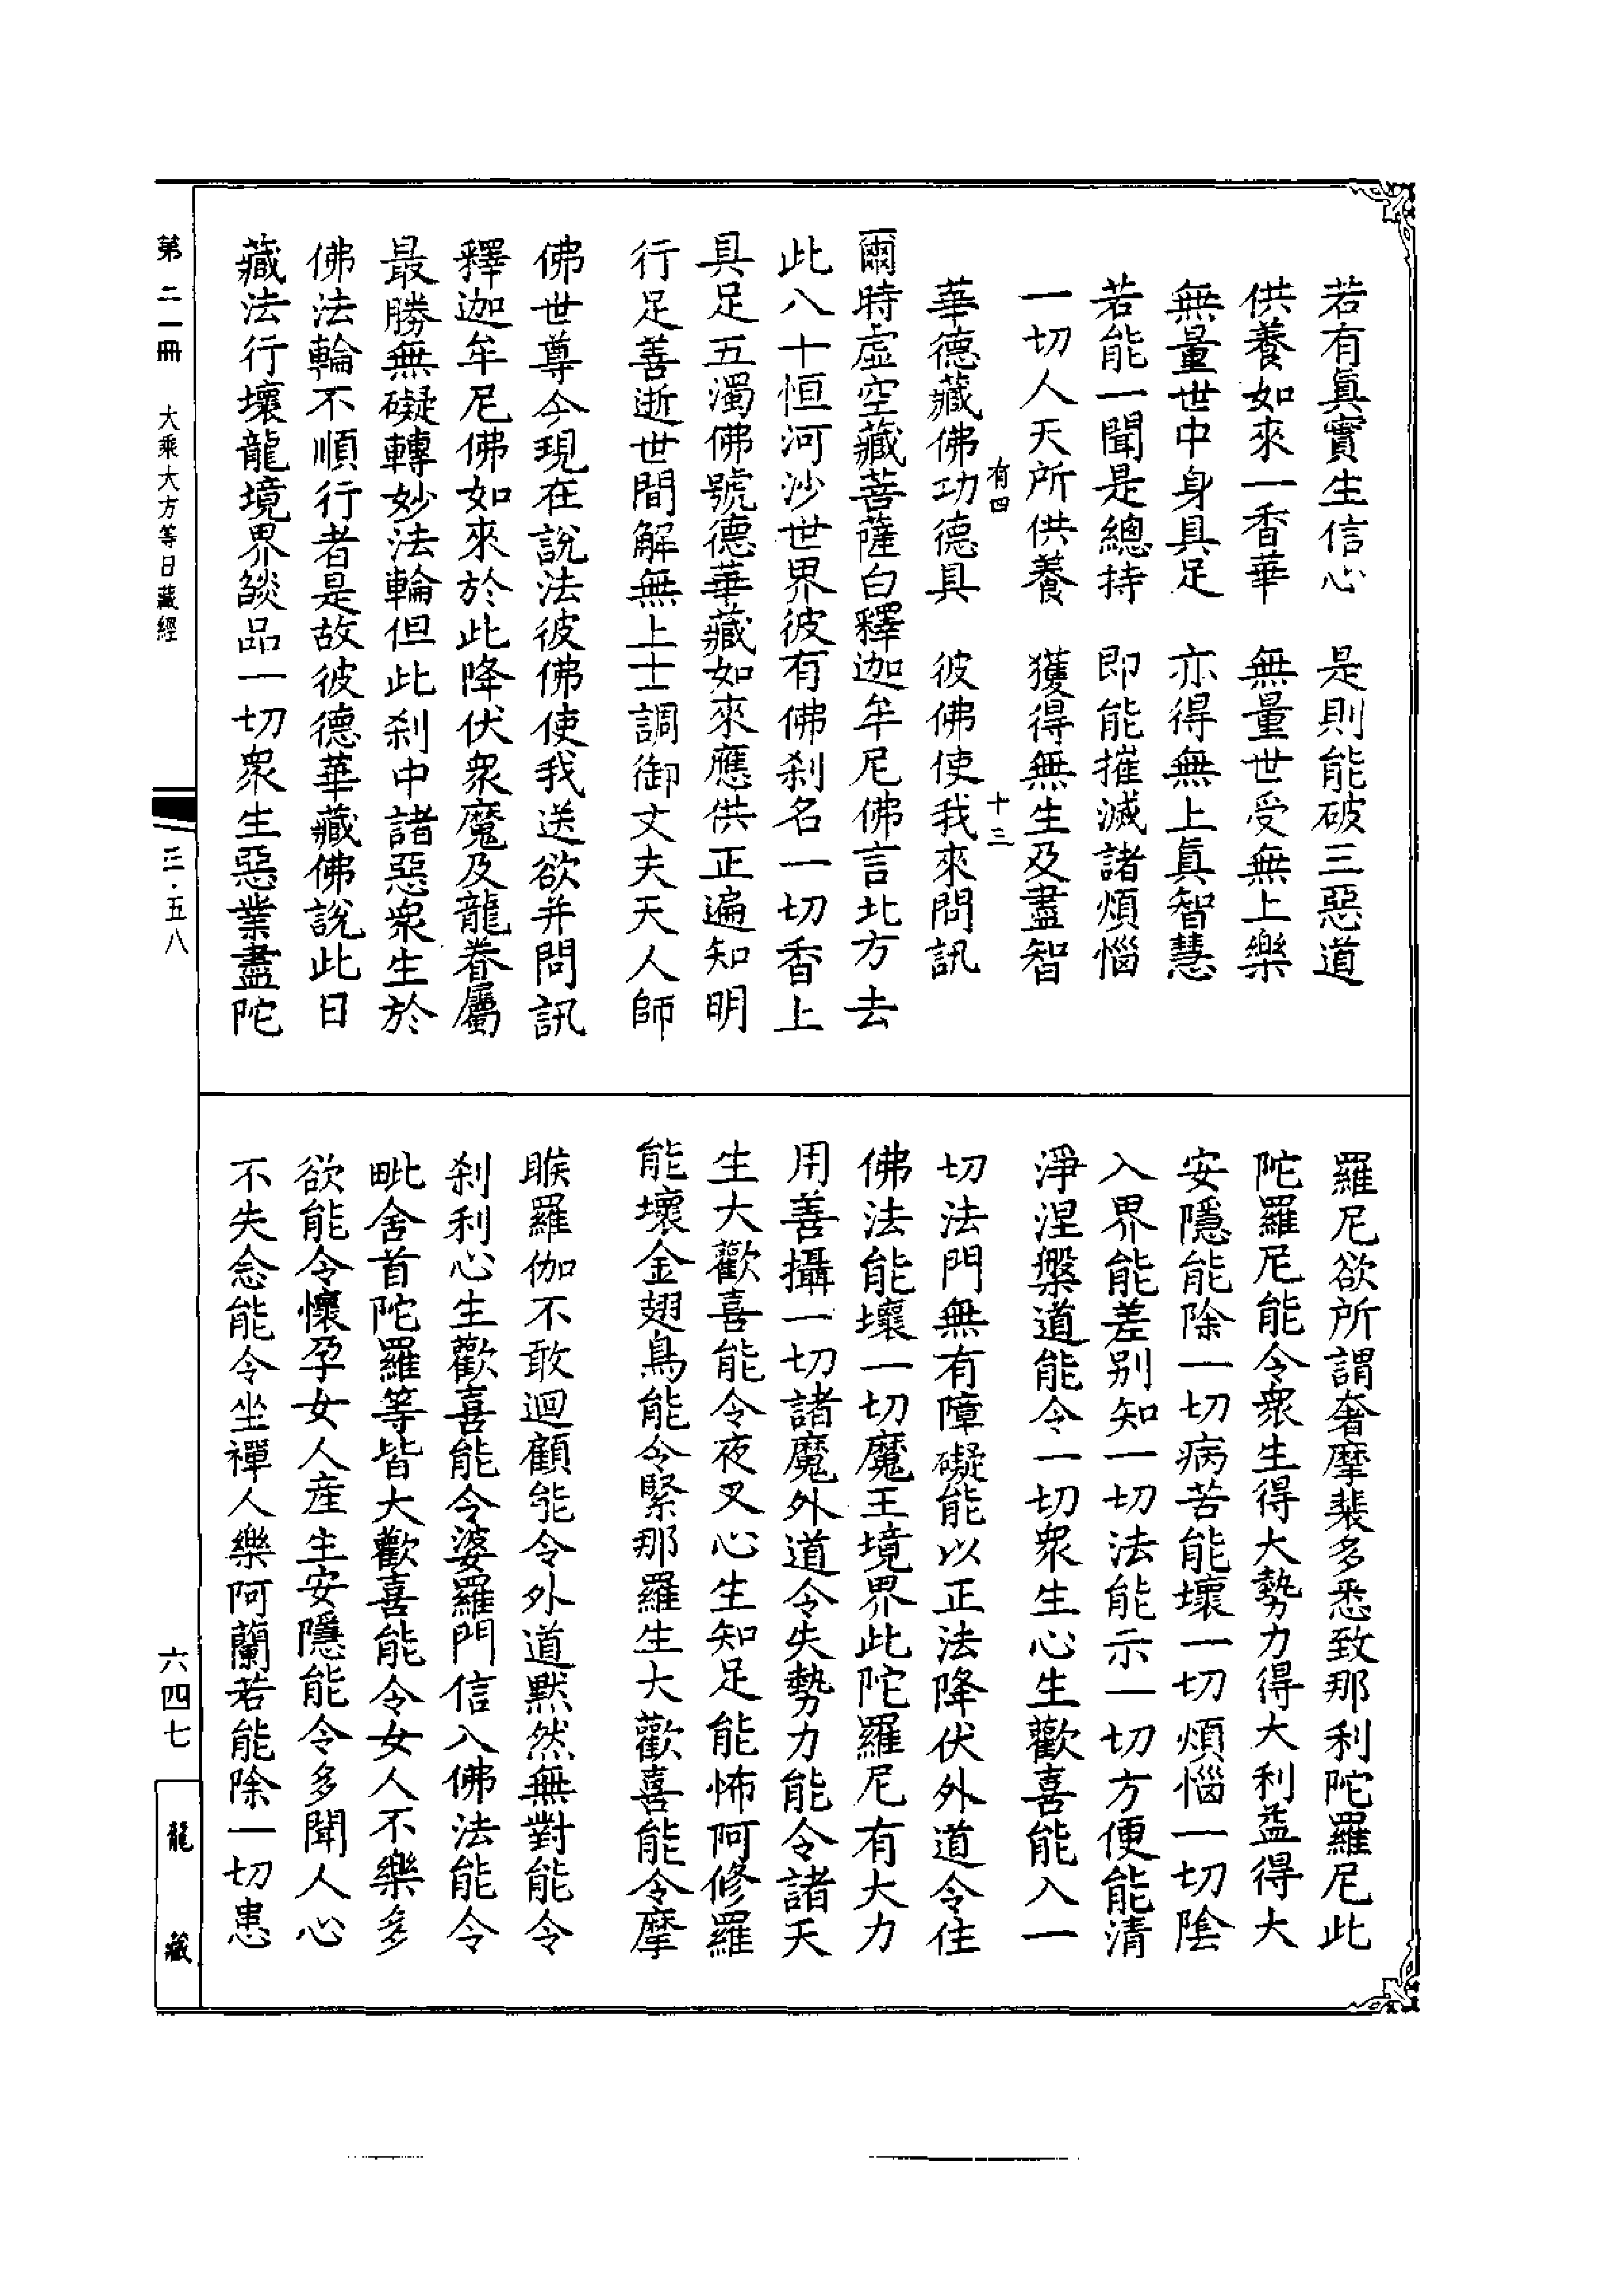 若有眞實生信心　是則能破三惡道
供養如來一香華　無量世受無上樂
無量世中身具足　亦得無上眞智慧
若能一聞是總持　即能摧滅諸煩惱
一切人天所供養　獲得無生及盡智
有四　十三
華德藏佛功德具　彼佛使我來問訊
爾時虛空藏菩薩白釋迦牟尼佛言北方去
此八十恒河沙世界彼有佛刹名一切香上
具足五濁佛號德華藏如來應供正遍知明
行足善逝世間解無上士調御丈夫天人師
佛世尊今現在說法彼佛使我送欲并問訊
釋迦牟尼佛如來於此降伏衆魔及龍眷屬
最勝無礙轉妙法輪但此刹中諸惡衆生於
佛法輪不順行者是故彼德華藏佛說此日
藏法行壞龍境界燄品一切衆生惡業盡陀
羅尼欲所謂奢摩裴多悉致那利陀羅尼此
陀羅尼能令衆生得大勢力得大利益得大
安隱能除一切病苦能壞一切煩惱一切陰
入界能差别知一切法能示一切方便能清
淨涅槃道能令一切衆生心生歡喜能入一
切法門無有障礙能以正法降伏外道令住
佛法能壞一切魔王境界此陀羅尼有大力
用善攝一切諸魔外道令失勢力能令諸天
生大歡喜能令夜叉心生知足能怖阿修羅
能壞金翅鳥能令緊那羅生大歡喜能令摩
睺羅伽不敢迴顧能令外道默然無對能令
刹利心生歡喜能令婆羅門信入佛法能令
毗舍首陀羅等皆大歡喜能令女人不樂多
欲能令懷孕女人産生安隱能令多聞人心
不失念能令坐禪人樂阿蘭若能除一切患
第二一冊　大乘大方等日藏經　三·五八　六四七　龍藏